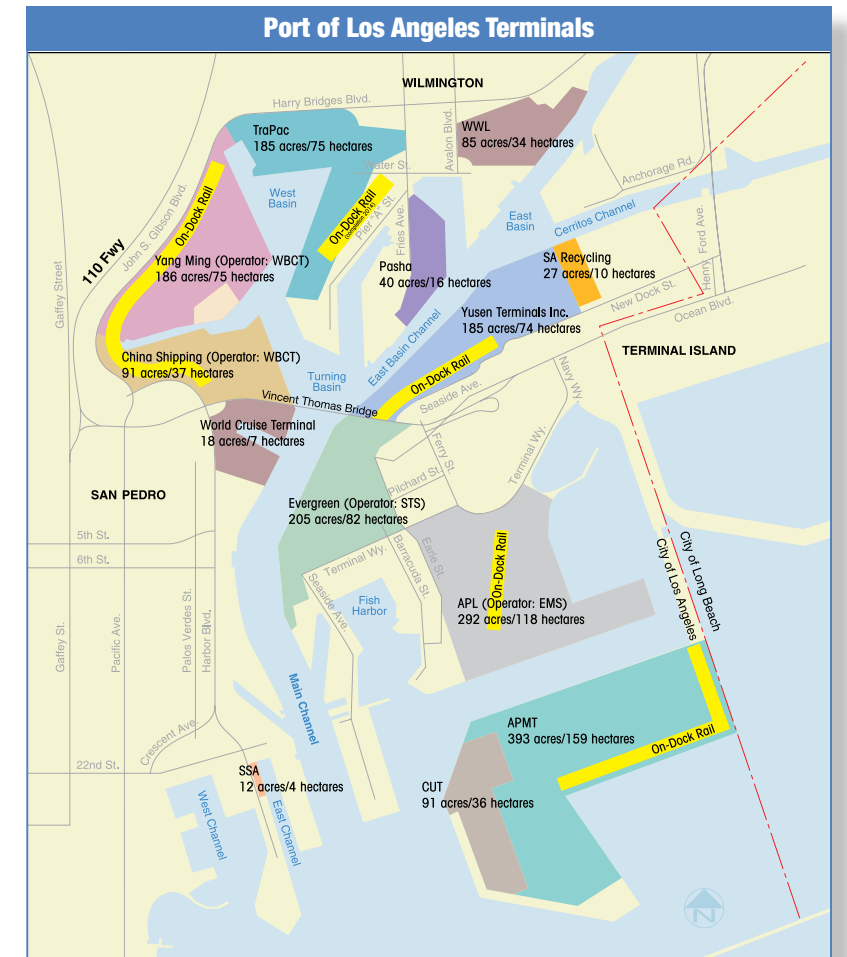 Port of Los Angeles Terminals
WILMINGTON
Harry Bridges Blvd.
TraPac
185 acres/75 hectares
WWL
85 acres/34 hectares
Avalon Blvd.
Water St.
Anchorage Rd.
West
Basin
On-Dock Rail
On-Dock Rail
Pier "A" St.
Fries Ave.
East
Basin
Cerritos Channel
John S. Gibson Blvd.
110 Fwy
Gaffey Street
Yang Ming (Operator: WBCT)
186 acres/75 hectares
Pasha
40 acres/16 hectares
SA Recycling
27 acres/10 hectares
Henry Ford Ave.
New Dock St.
Ocean Blvd.
Yusen Terminals Inc.
185 acres/74 hectares
East Basin Channel
TERMINAL ISLAND
China Shipping (Operator: WBCT)
91 acres/37 hectares
Turning
Basin
On-Dock Rail
Seaside Ave.
Navy Wy.
Vincent Thomas Bridge
World Cruise Terminal
18 acres/7 hectares
Ferry St.
Terminal Wy.
Pilchard St.
SAN PEDRO
Evergreen (Operator: STS)
205 acres/82 hectares
5th St.
6th St.
Terminal Wy.
Barracuda St.
Earle St.
On-Dock Rail
City of Long Beach
City of Los Angeles
Seaside Ave.
Fish
Harbor
APL (Operator: EMS)
292 acres/118 hectares
Gaffey St.
Pacific Ave.
Palos Verdes St.
Harbor Blvd.
Main Channel
Crescent Ave.
APMT
393 acres/159 hectares
On-Dock Rail
22nd St.
SSA
12 acres/4 hectares
CUT
91 acres/36 hectares
West Channel
East Channel
N